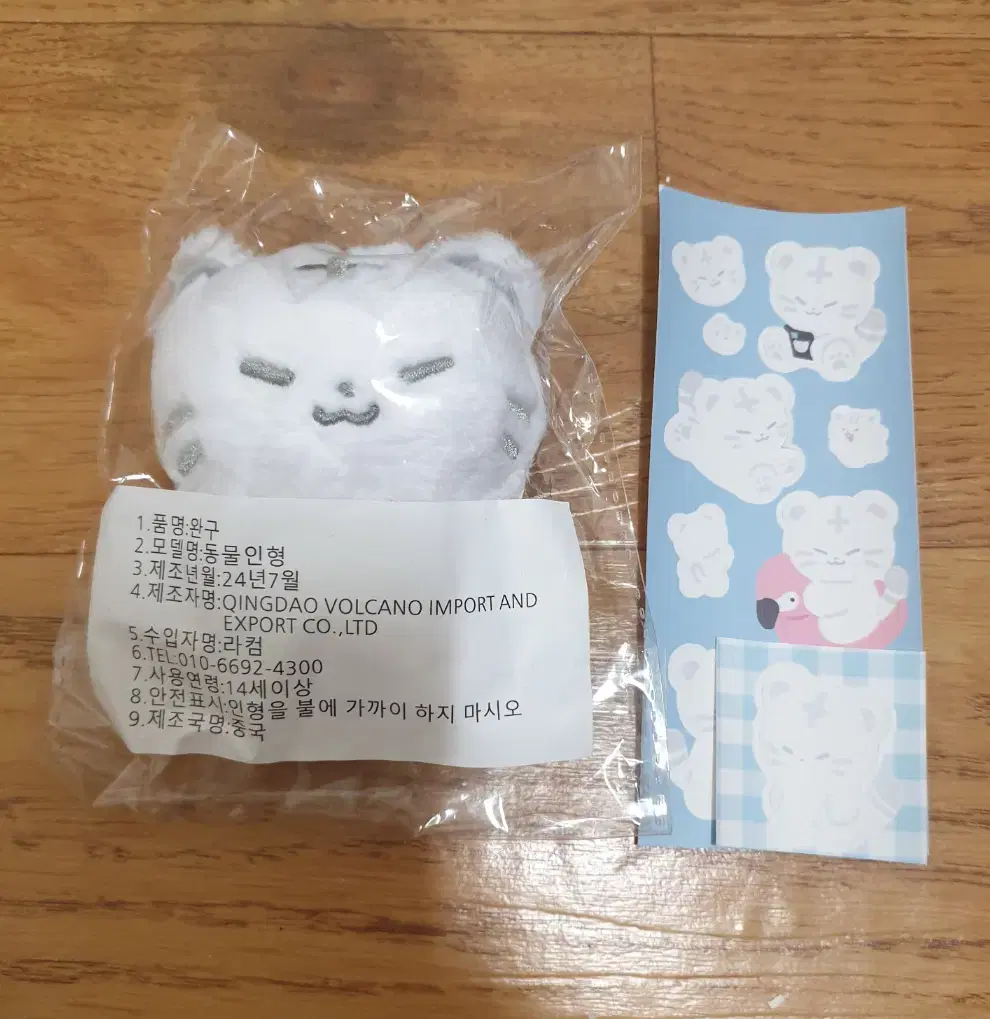 1.품명:완구
2.모델명:동물인형
3.제조년월:24년7월
4.제조자명:QINGDAO VOLCANO IMPORT AND
EXPORT CO.,LTD
5.수입자명:라컴
6.TEL:010-6692-4300
7.사용연령:14세이상
8.안전표시:인형을 불에 가까이 하지 마시오
9.제조국명:중국